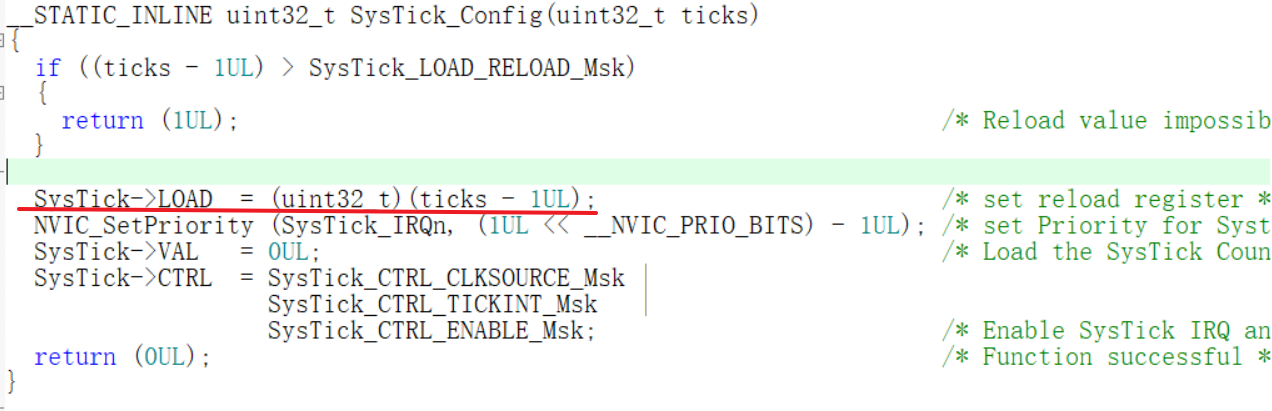 __STATIC_INLINE uint32_t SysTick_Config(uint32_t ticks)
{
  if ((ticks - 1UL) > SysTick_LOAD_RELOAD_Msk)
  {
    return (1UL);                                                    /* Reload value impossib
  }

  SysTick->LOAD  = (uint32_t)(ticks - 1UL);                          /* set reload register *
  NVIC_SetPriority (SysTick_IRQn, (1UL << __NVIC_PRIO_BITS) - 1UL); /* set Priority for Syst
  SysTick->VAL   = 0UL;                                              /* Load the SysTick Coun
  SysTick->CTRL  = SysTick_CTRL_CLKSOURCE_Msk |
                   SysTick_CTRL_TICKINT_Msk   |
                   SysTick_CTRL_ENABLE_Msk;                          /* Enable SysTick IRQ an
  return (0UL);                                                      /* Function successful *
}